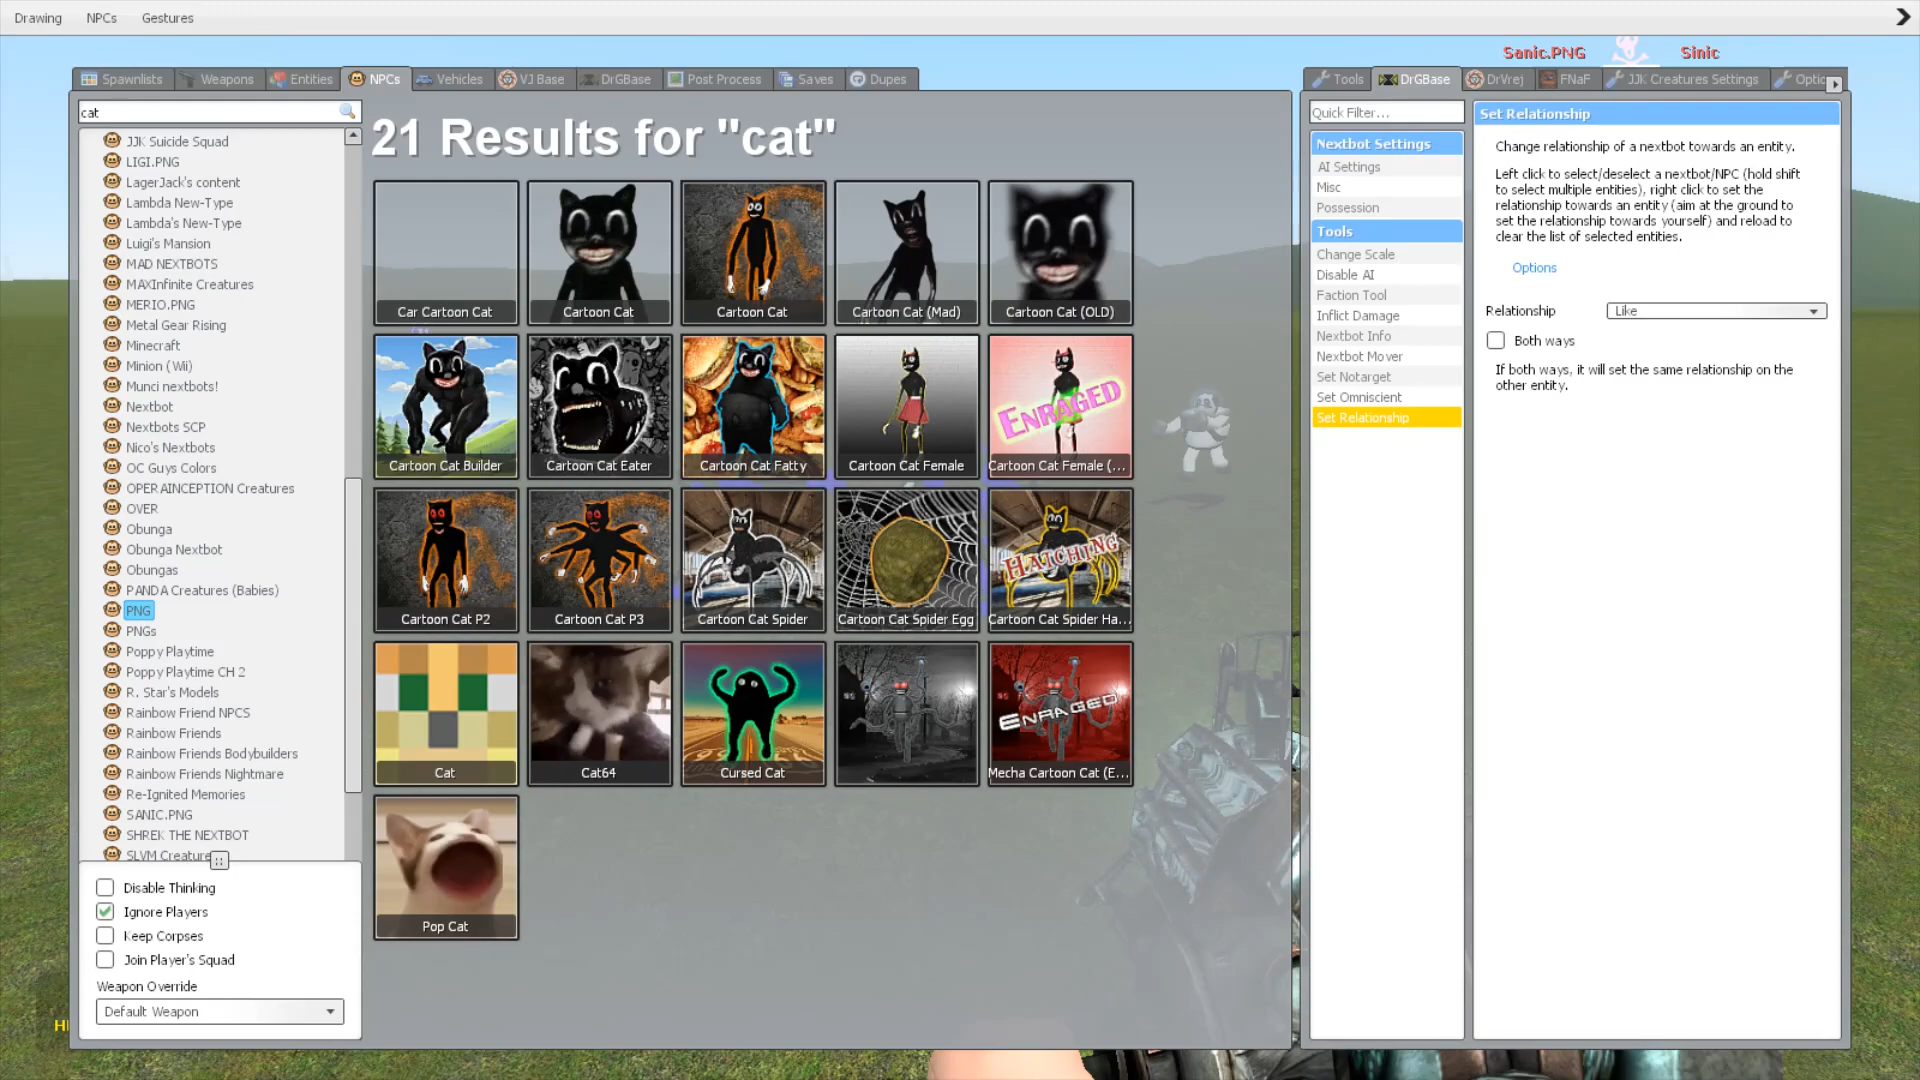 Drawing NPCs Gestures
Sanic.PNG Sinic
Spawnlists Weapons Entities NPCs Vehicles VJ Base DrGBase Post Process Saves Dupes
Tools DrGBase DrVrej FNaF JJK Creatures Settings Optic
cat
21 Results for "cat"
JJK Suicide Squad
LIGI.PNG
LagerJack's content
Lambda New-Type
Lambda's New-Type
Luigi's Mansion
MAD NEXTBOTS
MAXInfinite Creatures
MERIO.PNG
Metal Gear Rising
Minecraft
Minion (Wii)
Munci nextbots!
Nextbot
Nextbots SCP
Nico's Nextbots
OC Guys Colors
OPERAINCEPTION Creatures
OVER
Obunga
Obunga Nextbot
Obungas
PANDA Creatures (Babies)
PNG
PNGs
Poppy Playtime
Poppy Playtime CH 2
R. Star's Models
Rainbow Friend NPCS
Rainbow Friends
Rainbow Friends Bodybuilders
Rainbow Friends Nightmare
Re-Ignited Memories
SANIC.PNG
SHREK THE NEXTBOT
SLVM Creature
Disable Thinking
Ignore Players
Keep Corpses
Join Player's Squad
Weapon Override
Default Weapon
Car Cartoon Cat
Cartoon Cat
Cartoon Cat
Cartoon Cat (Mad)
Cartoon Cat (OLD)
Cartoon Cat Builder
Cartoon Cat Eater
Cartoon Cat Fatty
Cartoon Cat Female
ENRAGED
Cartoon Cat Female (...
Cartoon Cat P2
Cartoon Cat P3
Cartoon Cat Spider
Cartoon Cat Spider Egg
HATCHING
Cartoon Cat Spider Ha...
Cat
Cat64
Cursed Cat
ENRAGED
Mecha Cartoon Cat (E...
Pop Cat
Quick Filter...
Nextbot Settings
AI Settings
Misc
Possession
Tools
Change Scale
Disable AI
Faction Tool
Inflict Damage
Nextbot Info
Nextbot Mover
Set Notarget
Set Omniscient
Set Relationship
Set Relationship
Change relationship of a nextbot towards an entity.
Left click to select/deselect a nextbot/NPC (hold shift
to select multiple entities), right click to set the
relationship towards an entity (aim at the ground to
set the relationship towards yourself) and reload to
clear the list of selected entities.
Options
Relationship Like
Both ways
If both ways, it will set the same relationship on the
other entity.